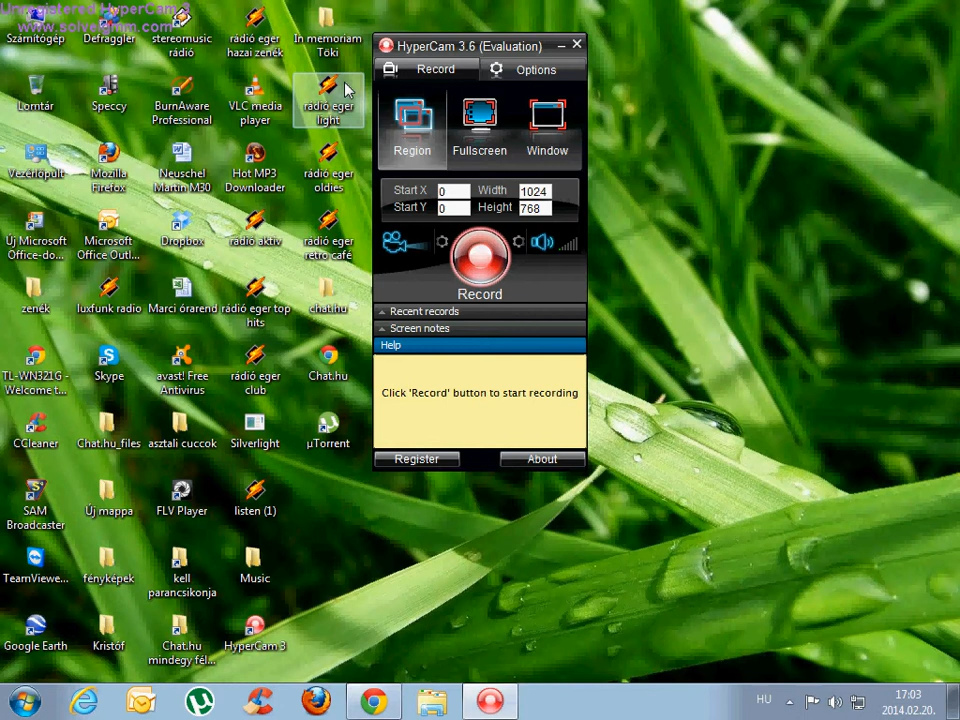 Unregistered HyperCam 3
www.solveigmm.com
Számítógép
Defraggler
stereomusic
rádió
rádió eger
hazai zenék
In memoriam
Töki
Lomtár
Speccy
BurnAware
Professional
VLC media
player
rádió eger
light
Vezérlőpult
Mozilla
Firefox
Neuschel
Martin M30
Hot MP3
Downloader
rádió eger
oldies
Új Microsoft
Office-do...
Microsoft
Office Outl...
Dropbox
rádió aktív
rádió eger
retro café
zenék
luxfunk radio
Marci órarend
rádió eger top
hits
chat.hu
TL-WN321G -
Welcome t...
Skype
avast! Free
Antivirus
rádió eger
club
Chat.hu
CCleaner
Chat.hu_files
asztali cuccok
Silverlight
µTorrent
SAM
Broadcaster
Új mappa
FLV Player
listen (1)
TeamViewe...
fényképek
kell
parancsikonja
Music
Google Earth
Kristóf
Chat.hu
mindegy fél...
HyperCam 3
HyperCam 3.6 (Evaluation)
Record
Options
Region
Fullscreen
Window
Start X 0 Width 1024
Start Y 0 Height 768
Record
Recent records
Screen notes
Help
Click 'Record' button to start recording
Register
About
HU
17:03
2014.02.20.